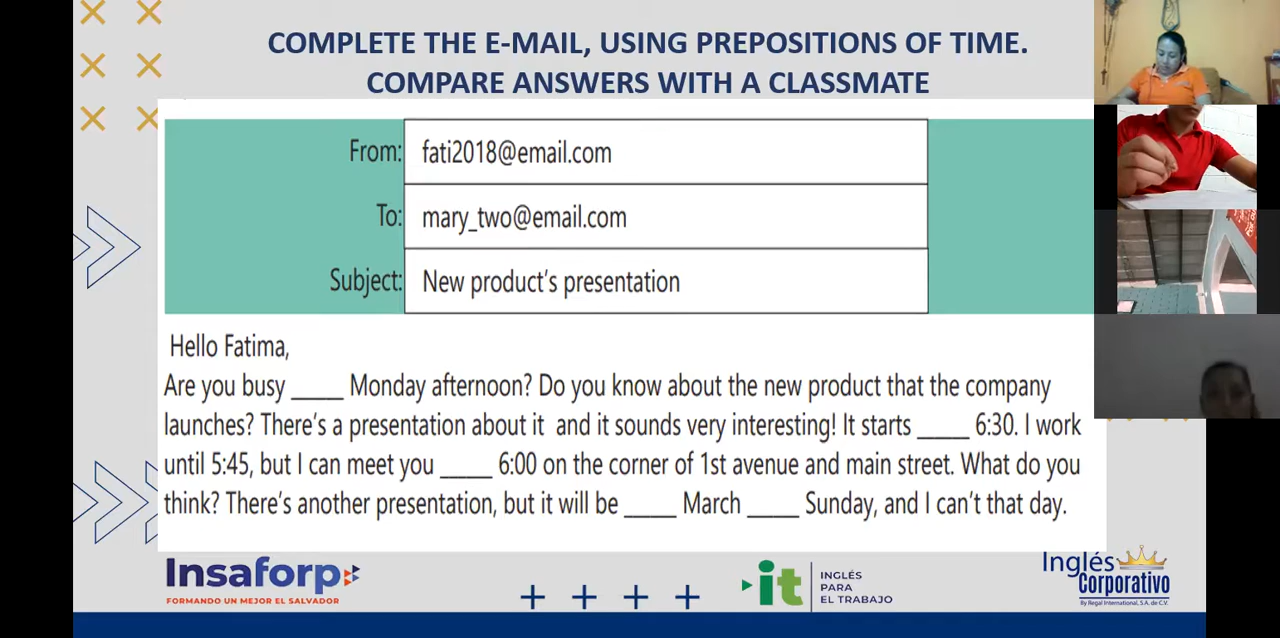 COMPLETE THE E-MAIL, USING PREPOSITIONS OF TIME.
COMPARE ANSWERS WITH A CLASSMATE
From: fati2018@email.com
To: mary_two@email.com
Subject: New product's presentation
Hello Fatima,
Are you busy _____ Monday afternoon? Do you know about the new product that the company
launches? There's a presentation about it and it sounds very interesting! It starts _____ 6:30. I work
until 5:45, but I can meet you _____ 6:00 on the corner of 1st avenue and main street. What do you
think? There's another presentation, but it will be _____ March _____ Sunday, and I can't that day.
Insaforp
FORMANDO UN MEJOR EL SALVADOR
it
INGLÉS
PARA
EL TRABAJO
Inglés
Corporativo
By Regal International, S.A. de C.V.